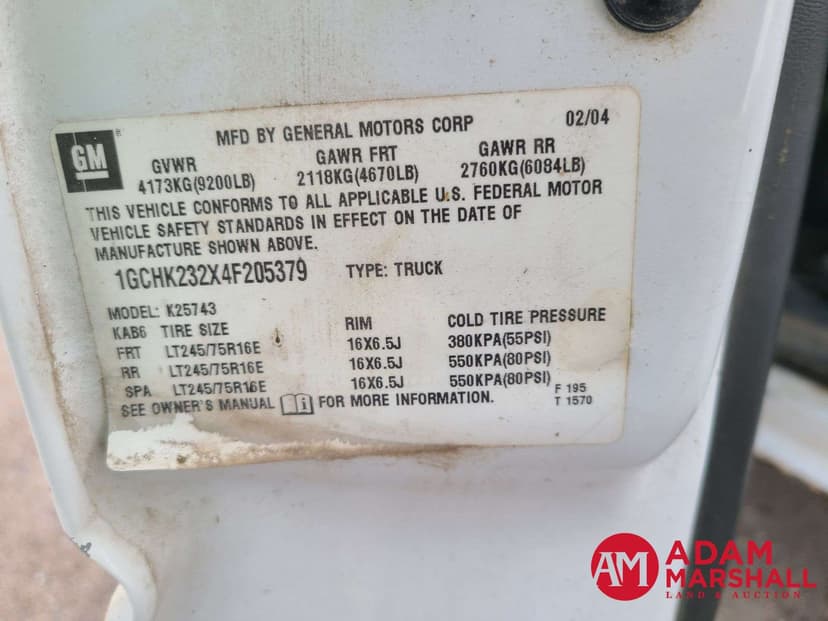 GM ®
MFD BY GENERAL MOTORS CORP 02/04
GVWR GAWR FRT GAWR RR
4173KG(9200LB) 2118KG(4670LB) 2760KG(6084LB)
THIS VEHICLE CONFORMS TO ALL APPLICABLE U.S. FEDERAL MOTOR
VEHICLE SAFETY STANDARDS IN EFFECT ON THE DATE OF
MANUFACTURE SHOWN ABOVE.
1GCHK232X4F205379 TYPE: TRUCK
MODEL: K25743
KAB6 TIRE SIZE RIM COLD TIRE PRESSURE
FRT LT245/75R16E 16X6.5J 380KPA(55PSI)
RR LT245/75R16E 16X6.5J 550KPA(80PSI)
SPA LT245/75R16E 16X6.5J 550KPA(80PSI)
SEE OWNER'S MANUAL i FOR MORE INFORMATION.
F 195
T 1570
AM ADAM
MARSHALL
LAND & AUCTION